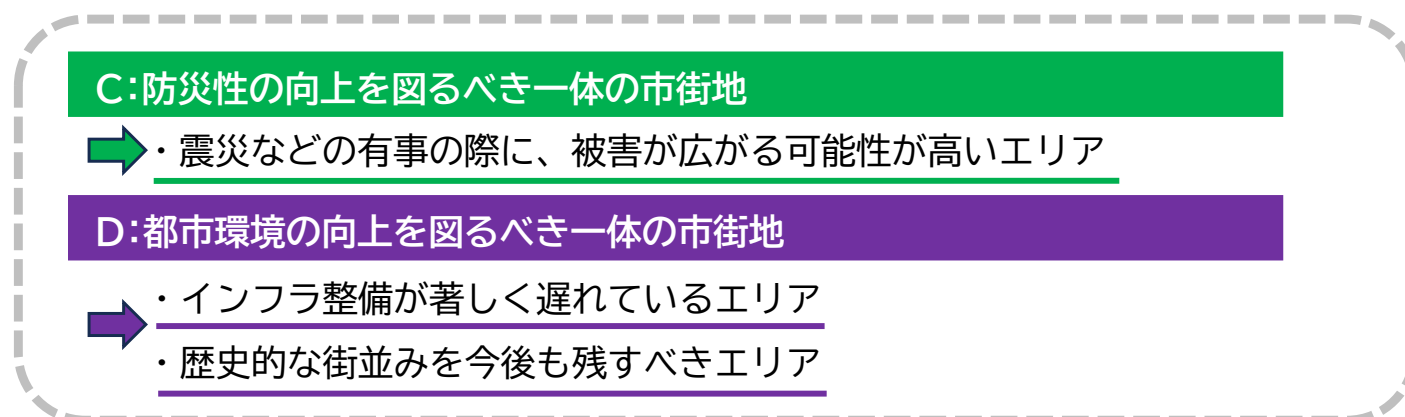 C:防災性の向上を図るべき一体の市街地
・震災などの有事の際に、被害が広がる可能性が高いエリア
D:都市環境の向上を図るべき一体の市街地
・インフラ整備が著しく遅れているエリア
・歴史的な街並みを今後も残すべきエリア